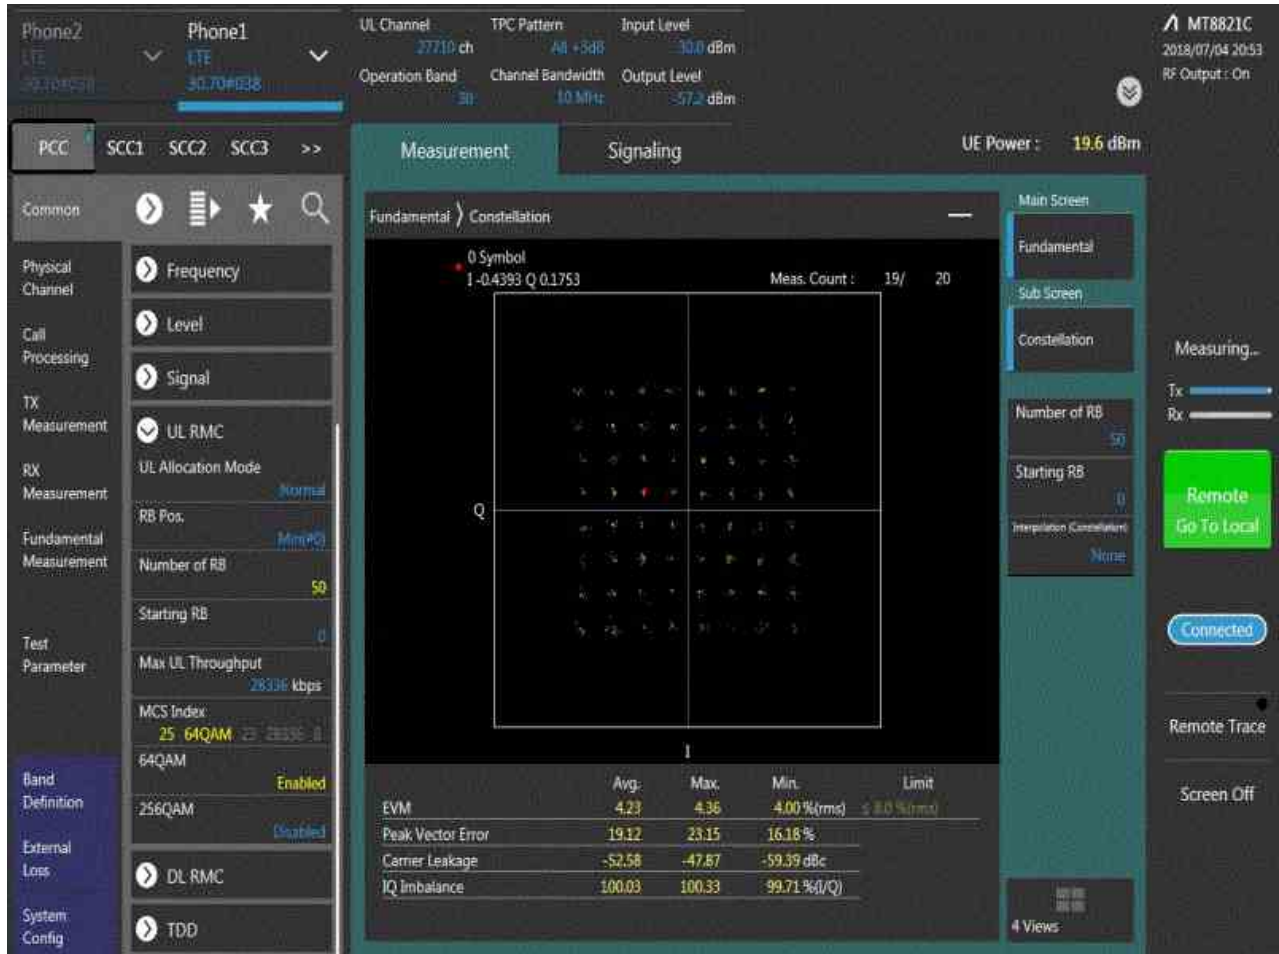 Phone2
LTE
Phone1
LTE
30.70#038
UL Channel
27710 ch
TPC Pattern
All +3dB
Input Level
30.0 dBm
Operation Band
30
Channel Bandwidth
10 MHz
Output Level
-57.2 dBm
MT8821C
2018/07/04 20:53
RF Output : On
PCC SCC1 SCC2 SCC3 >>
Measurement
Signaling
UE Power : 19.6 dBm
Common
Physical
Channel
Call
Processing
TX
Measurement
RX
Measurement
Fundamental
Measurement
Test
Parameter
Band
Definition
External
Loss
System
Config
Frequency
Level
Signal
UL RMC
UL Allocation Mode
Normal
RB Pos.
Min(#0)
Number of RB
50
Starting RB
0
Max UL Throughput
28336 kbps
MCS Index
25 64QAM 23 28336 0
64QAM
Enabled
256QAM
Disabled
DL RMC
TDD
Fundamental Constellation
0 Symbol
I -0.4393 Q 0.1753
Meas. Count : 19/ 20
Q
I
Avg. Max. Min. Limit
EVM 4.23 4.36 4.00 %(rms) ≤ 8.0 %(rms)
Peak Vector Error 19.12 23.15 16.18 %
Carrier Leakage -52.58 -47.87 -59.39 dBc
IQ Imbalance 100.03 100.33 99.71 %(I/Q)
Main Screen
Fundamental
Sub Screen
Constellation
Number of RB
50
Starting RB
0
Interpolation (Constellation)
None
4 Views
Measuring...
Tx
Rx
Remote
Go To Local
Connected
Remote Trace
Screen Off